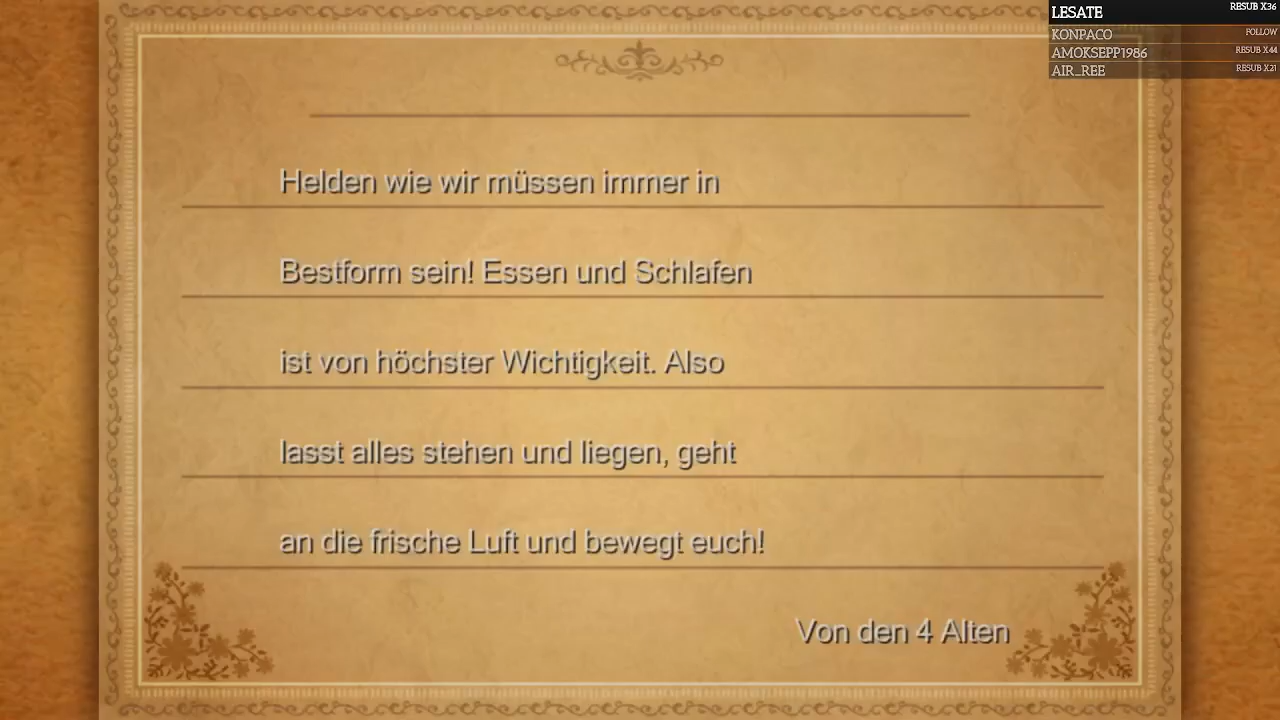 LESATE RESUB X36
KONPACO FOLLOW
AMOKSEPP1986 RESUB X44
AIR_REE RESUB X21
Helden wie wir müssen immer in
Bestform sein! Essen und Schlafen
ist von höchster Wichtigkeit. Also
lasst alles stehen und liegen, geht
an die frische Luft und bewegt euch!
Von den 4 Alten